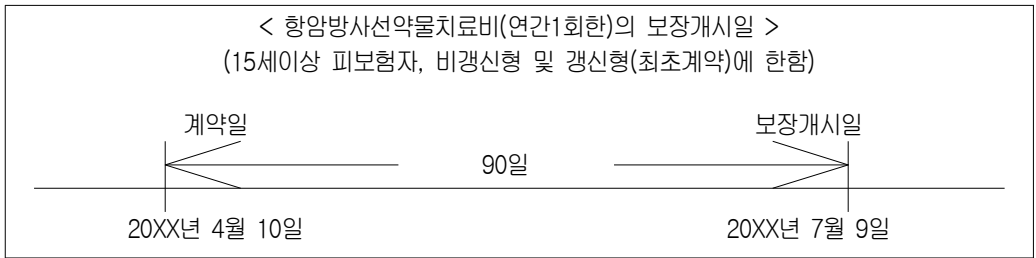 < 항암방사선약물치료비(연간1회한)의 보장개시일 >
(15세이상 피보험자, 비갱신형 및 갱신형(최초계약)에 한함)
계약일 보장개시일
90일
20XX년 4월 10일 20XX년 7월 9일